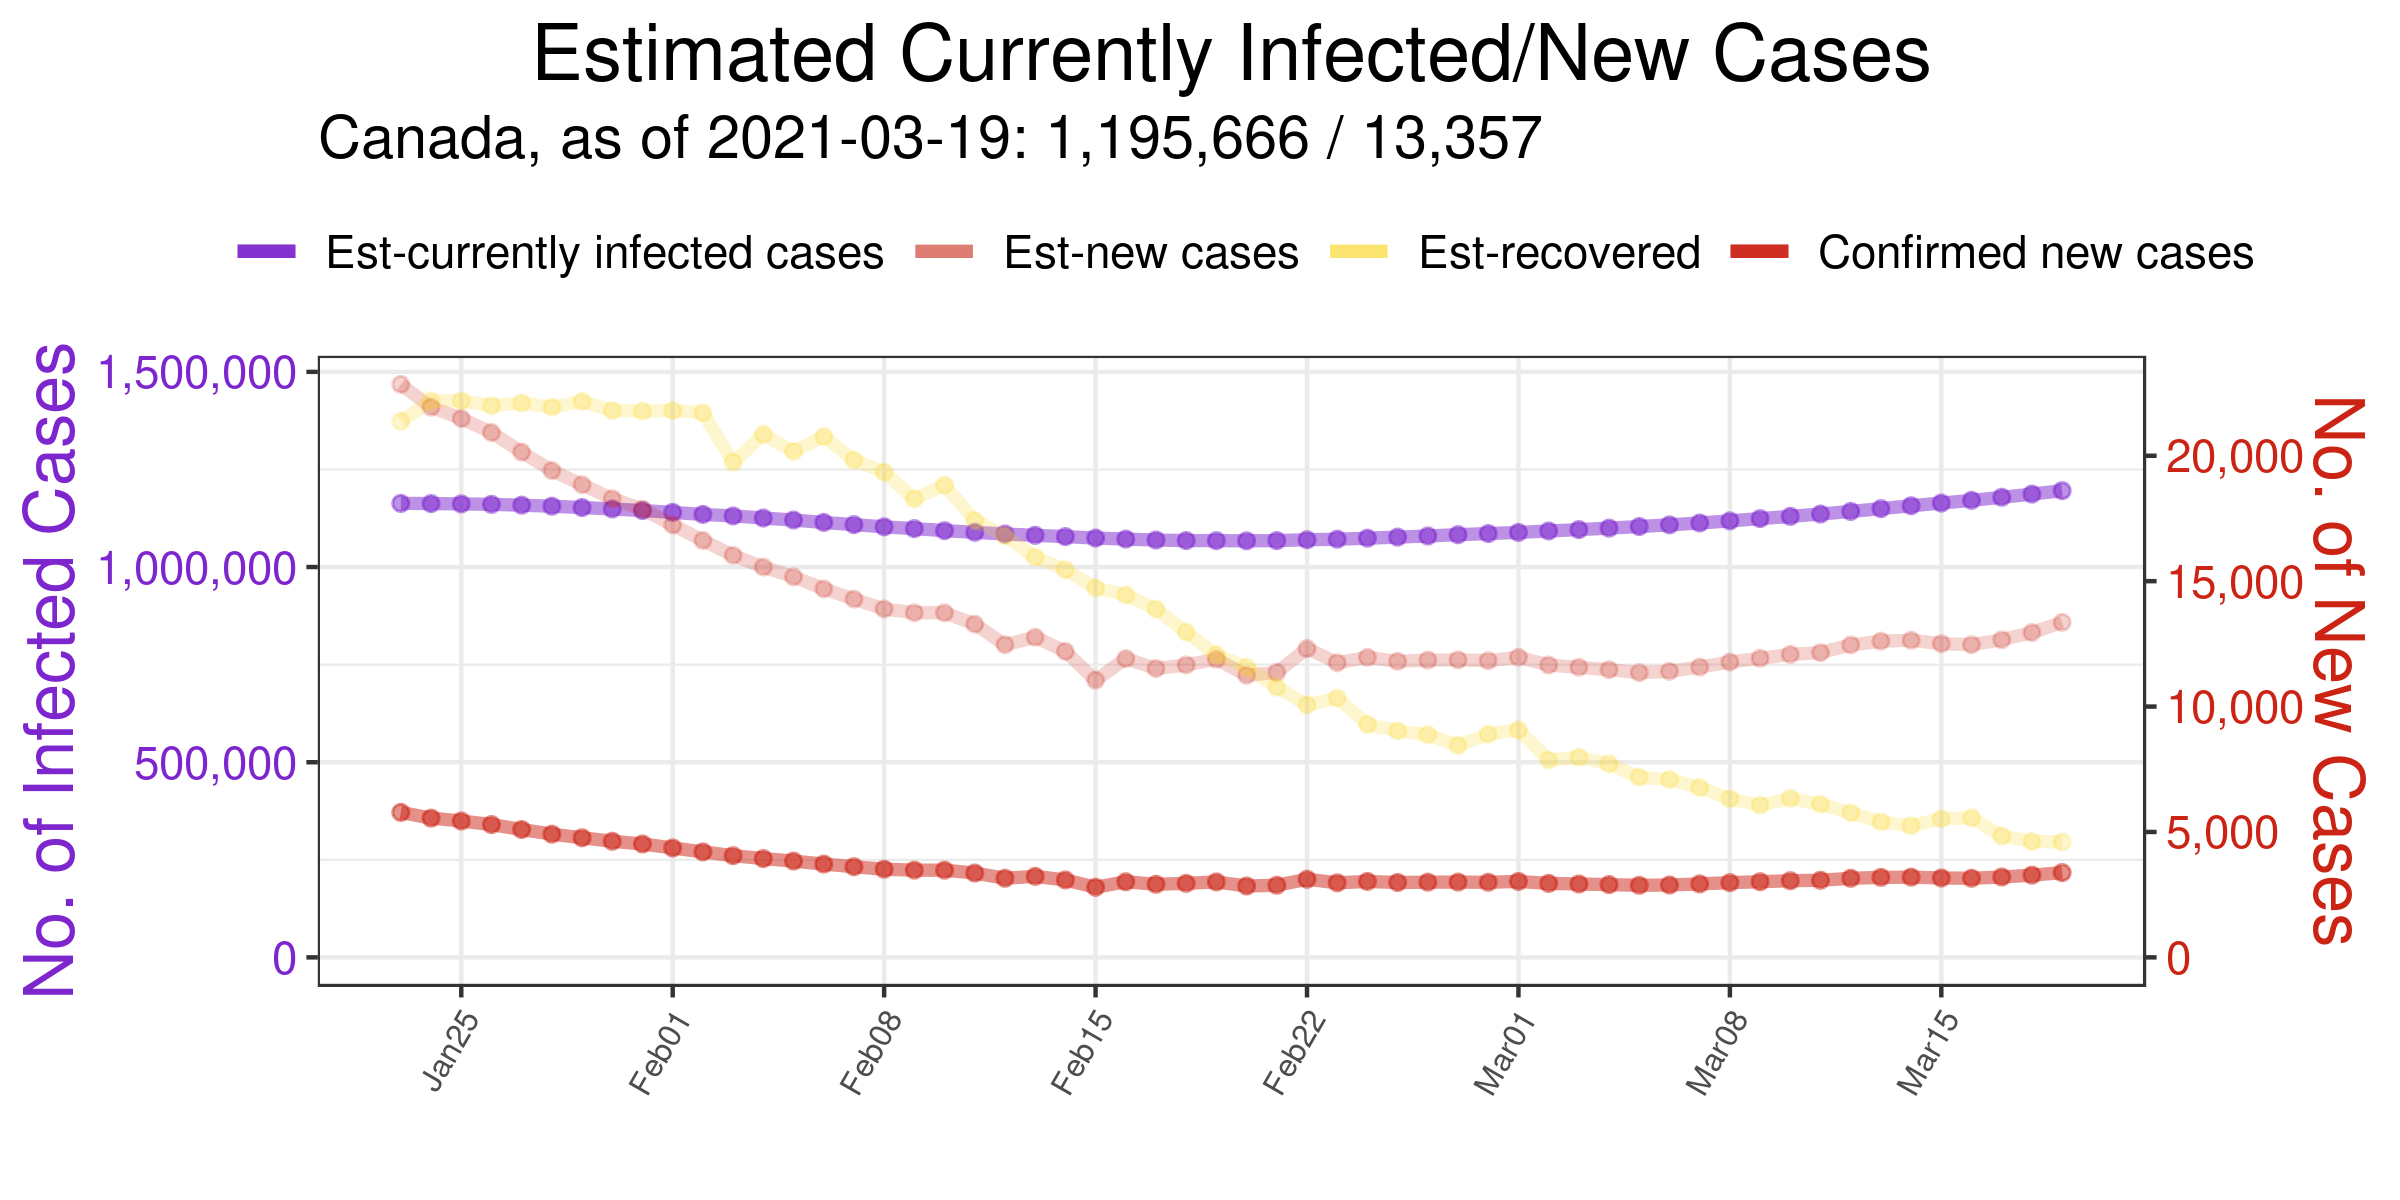 Estimated Currently Infected/New Cases
Canada, as of 2021-03-19: 1,195,666 / 13,357
Est-currently infected cases Est-new cases Est-recovered Confirmed new cases
No. of Infected Cases
1,500,000
1,000,000
500,000
0
20,000
15,000
10,000
5,000
0
No. of New Cases
Jan25 Feb01 Feb08 Feb15 Feb22 Mar01 Mar08 Mar15